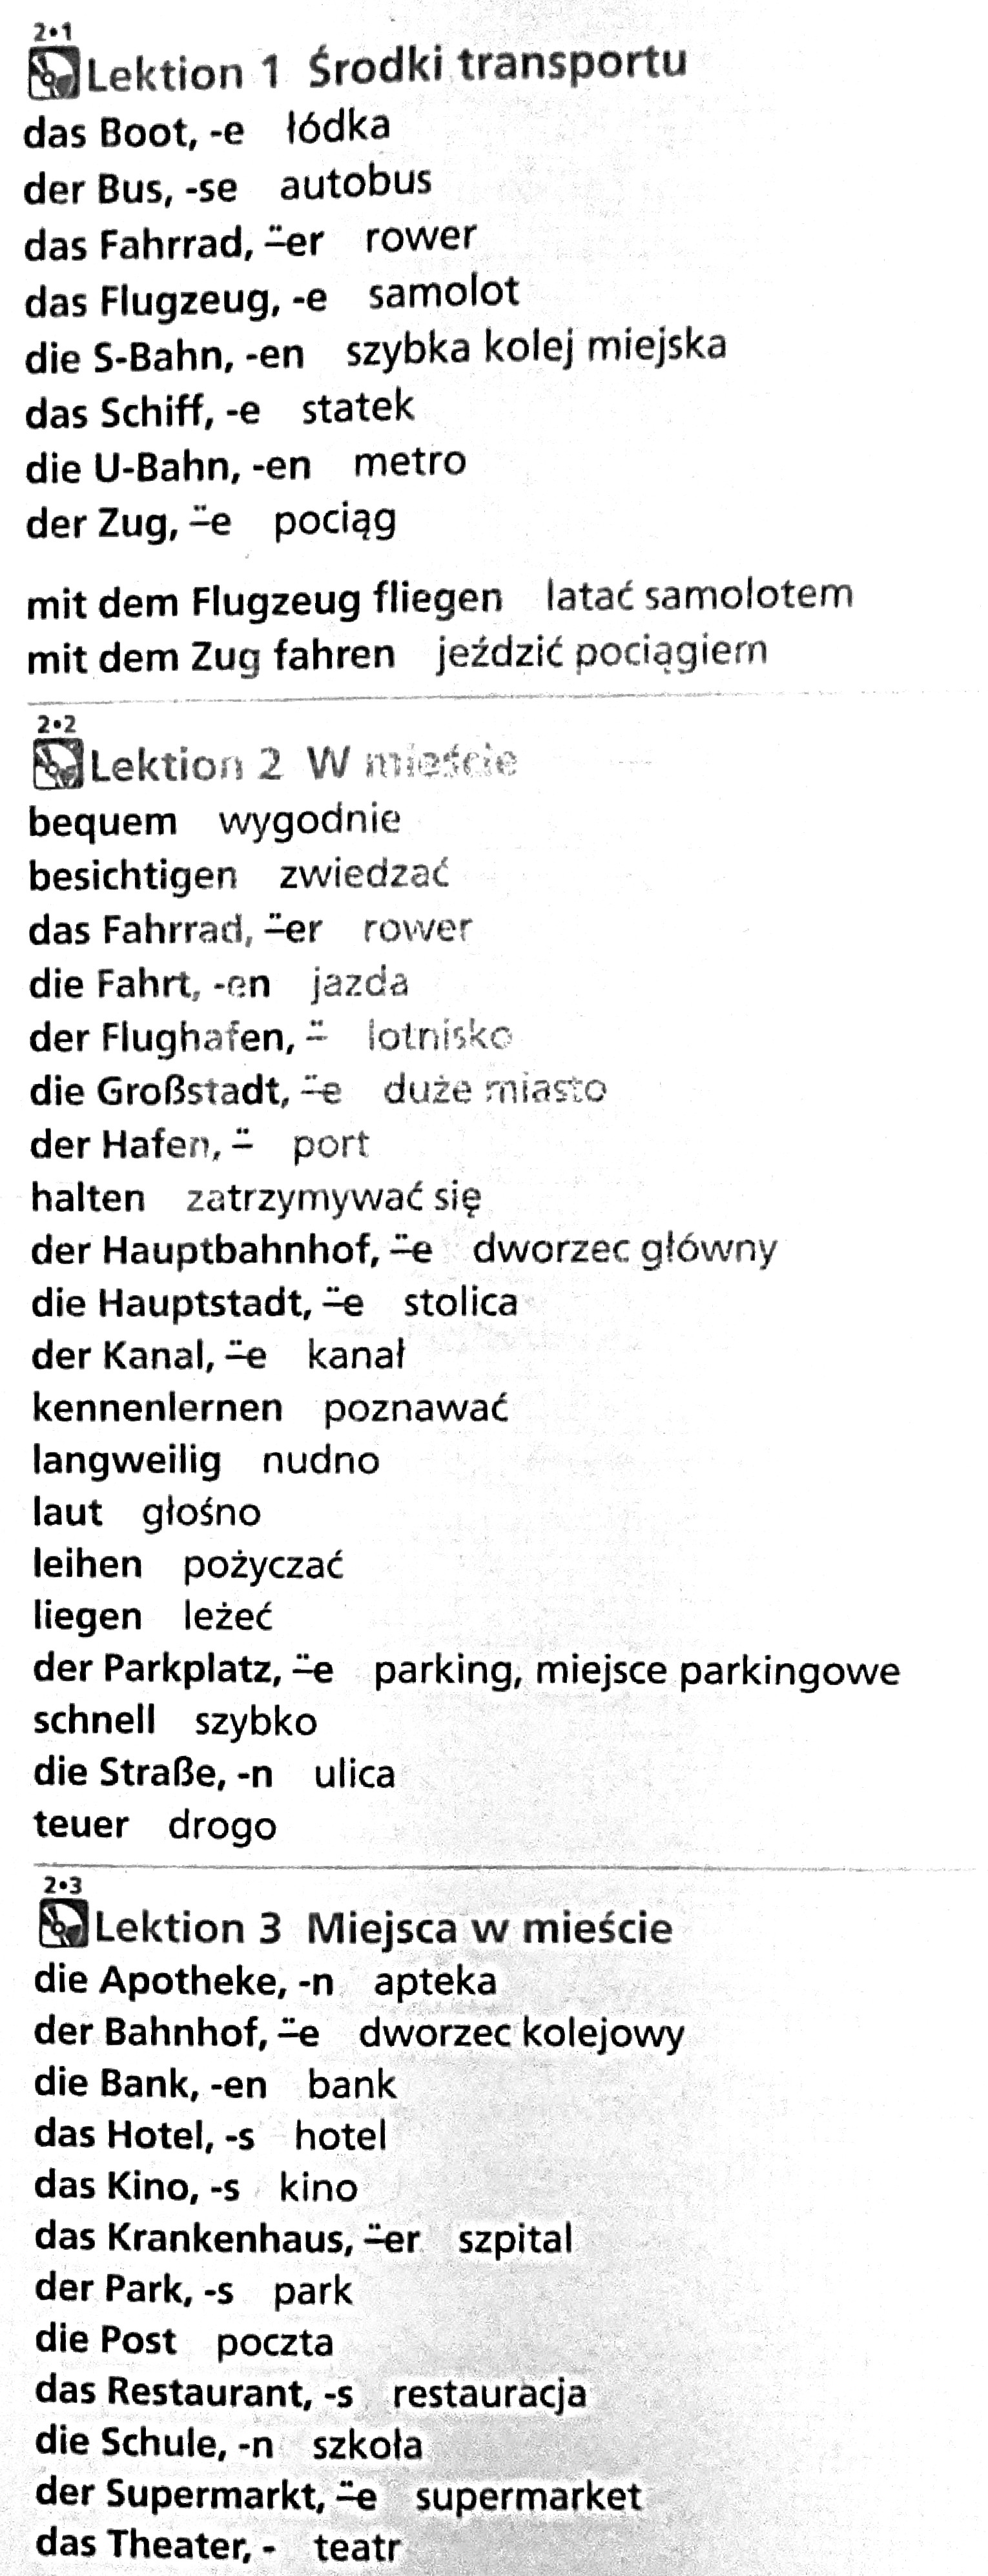 2•1
Lektion 1 Środki transportu
das Boot, -e łódka
der Bus, -se autobus
das Fahrrad, ¨-er rower
das Flugzeug, -e samolot
die S-Bahn, -en szybka kolej miejska
das Schiff, -e statek
die U-Bahn, -en metro
der Zug, ¨-e pociąg
mit dem Flugzeug fliegen latać samolotem
mit dem Zug fahren jeździć pociągiem
2•2
Lektion 2 W mieście
bequem wygodnie
besichtigen zwiedzać
das Fahrrad, ¨-er rower
die Fahrt, -en jazda
der Flughafen, ¨- lotnisko
die Großstadt, ¨-e duże miasto
der Hafen, ¨- port
halten zatrzymywać się
der Hauptbahnhof, ¨-e dworzec główny
die Hauptstadt, ¨-e stolica
der Kanal, ¨-e kanał
kennenlernen poznawać
langweilig nudno
laut głośno
leihen pożyczać
liegen leżeć
der Parkplatz, ¨-e parking, miejsce parkingowe
schnell szybko
die Straße, -n ulica
teuer drogo
2•3
Lektion 3 Miejsca w mieście
die Apotheke, -n apteka
der Bahnhof, ¨-e dworzec kolejowy
die Bank, -en bank
das Hotel, -s hotel
das Kino, -s kino
das Krankenhaus, ¨-er szpital
der Park, -s park
die Post poczta
das Restaurant, -s restauracja
die Schule, -n szkoła
der Supermarkt, ¨-e supermarket
das Theater, - teatr